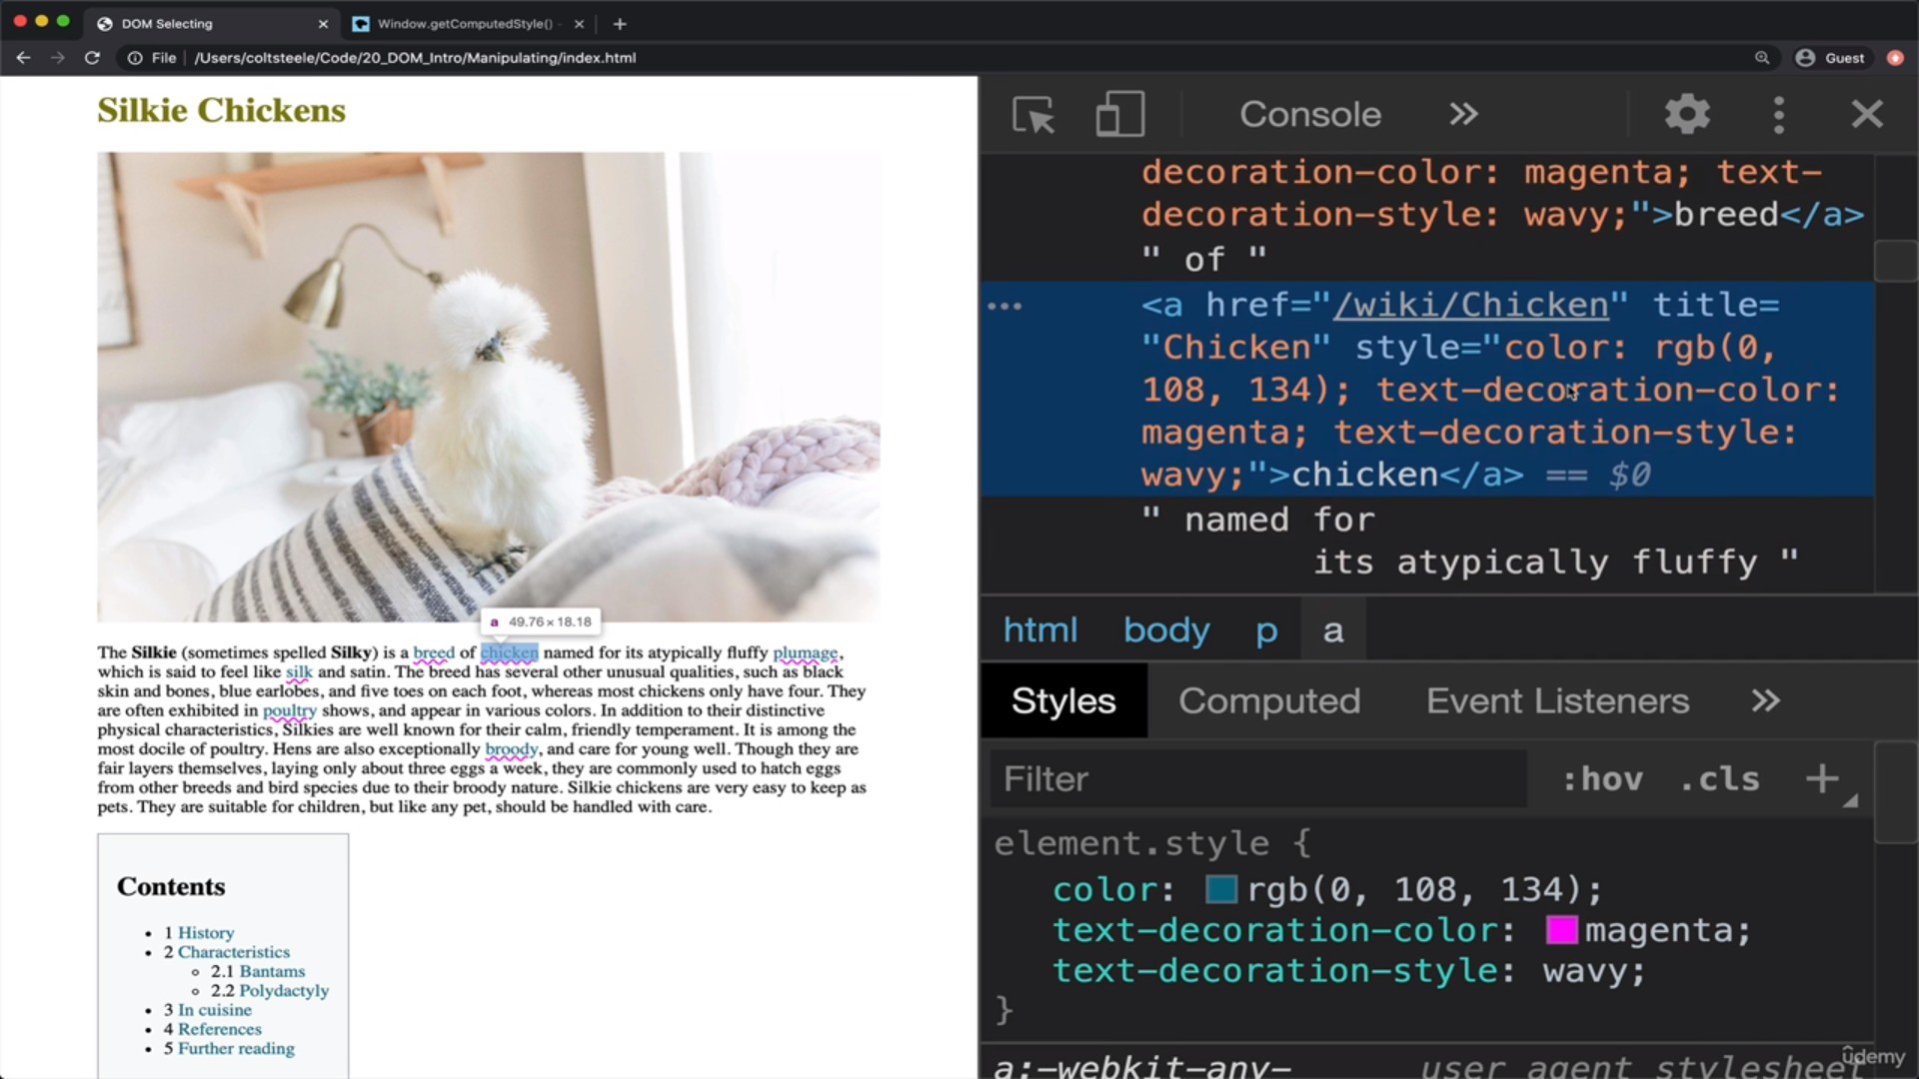 DOM Selecting
Window.getComputedStyle() -
File /Users/coltsteele/Code/20_DOM_Intro/Manipulating/index.html
Guest
Silkie Chickens
a 49.76 × 18.18
The Silkie (sometimes spelled Silky) is a breed of chicken named for its atypically fluffy plumage,
which is said to feel like silk and satin. The breed has several other unusual qualities, such as black
skin and bones, blue earlobes, and five toes on each foot, whereas most chickens only have four. They
are often exhibited in poultry shows, and appear in various colors. In addition to their distinctive
physical characteristics, Silkies are well known for their calm, friendly temperament. It is among the
most docile of poultry. Hens are also exceptionally broody, and care for young well. Though they are
fair layers themselves, laying only about three eggs a week, they are commonly used to hatch eggs
from other breeds and bird species due to their broody nature. Silkie chickens are very easy to keep as
pets. They are suitable for children, but like any pet, should be handled with care.
Contents
1 History
2 Characteristics
2.1 Bantams
2.2 Polydactyly
3 In cuisine
4 References
5 Further reading
Console
decoration-color: magenta; text-
decoration-style: wavy;">breed</a>
" of "
<a href="/wiki/Chicken" title=
"Chicken" style="color: rgb(0,
108, 134); text-decoration-color:
magenta; text-decoration-style:
wavy;">chicken</a> == $0
" named for
its atypically fluffy "
html body p a
Styles Computed Event Listeners
Filter :hov .cls
element.style {
color: rgb(0, 108, 134);
text-decoration-color: magenta;
text-decoration-style: wavy;
}
a:-webkit-any- user agent stylesheet
ûdemy